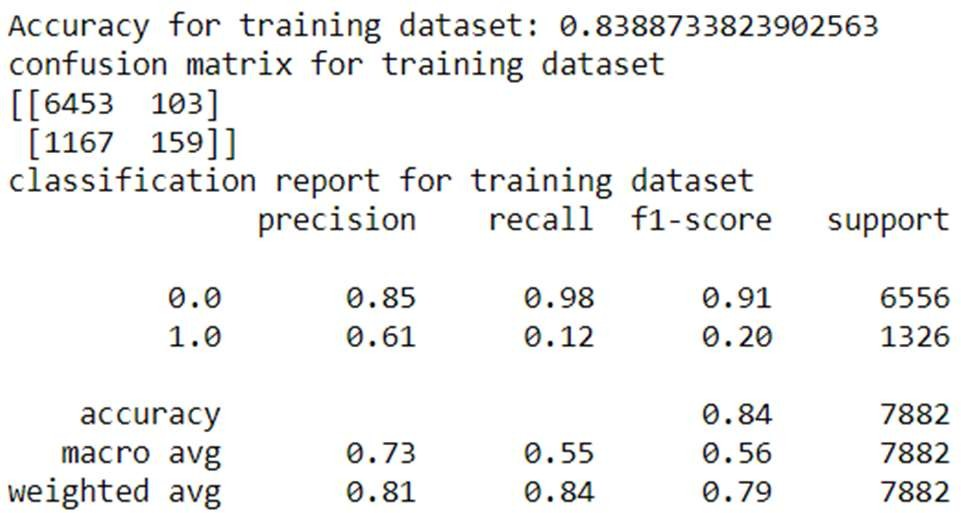 Accuracy for training dataset: 0.8388733823902563
confusion matrix for training dataset
[[6453 103]
[1167 159]]
classification report for training dataset
precision recall f1-score support
0.0 0.85 0.98 0.91 6556
1.0 0.61 0.12 0.20 1326
accuracy 0.84 7882
macro avg 0.73 0.55 0.56 7882
weighted avg 0.81 0.84 0.79 7882